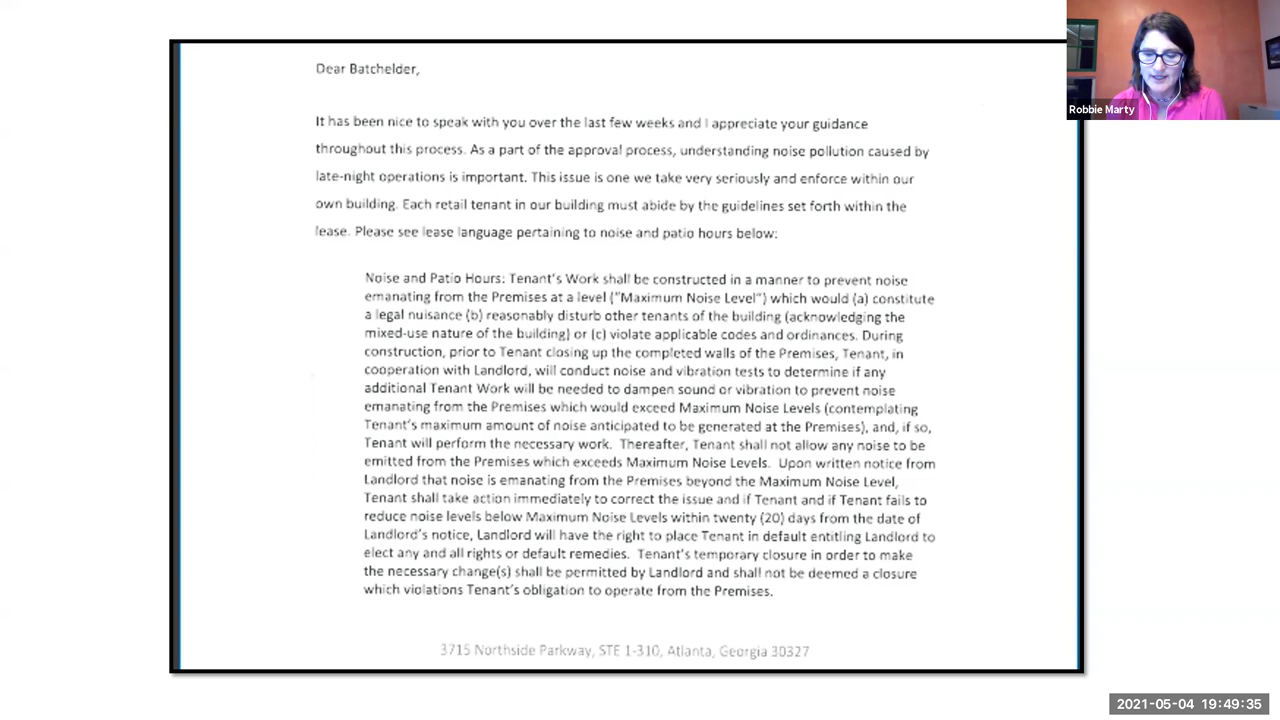 Dear Batchelder,
It has been nice to speak with you over the last few weeks and I appreciate your guidance
throughout this process. As a part of the approval process, understanding noise pollution caused by
late-night operations is important. This issue is one we take very seriously and enforce within our
own building. Each retail tenant in our building must abide by the guidelines set forth within the
lease. Please see lease language pertaining to noise and patio hours below:
Noise and Patio Hours: Tenant's Work shall be constructed in a manner to prevent noise
emanating from the Premises at a level ("Maximum Noise Level") which would (a) constitute
a legal nuisance (b) reasonably disturb other tenants of the building (acknowledging the
mixed-use nature of the building) or (c) violate applicable codes and ordinances. During
construction, prior to Tenant closing up the completed walls of the Premises, Tenant, in
cooperation with Landlord, will conduct noise and vibration tests to determine if any
additional Tenant Work will be needed to dampen sound or vibration to prevent noise
emanating from the Premises which would exceed Maximum Noise Levels (contemplating
Tenant's maximum amount of noise anticipated to be generated at the Premises), and, if so,
Tenant will perform the necessary work. Thereafter, Tenant shall not allow any noise to be
emitted from the Premises which exceeds Maximum Noise Levels. Upon written notice from
Landlord that noise is emanating from the Premises beyond the Maximum Noise Level,
Tenant shall take action immediately to correct the issue and if Tenant and if Tenant fails to
reduce noise levels below Maximum Noise Levels within twenty (20) days from the date of
Landlord's notice, Landlord will have the right to place Tenant in default entitling Landlord to
elect any and all rights or default remedies. Tenant's temporary closure in order to make
the necessary change(s) shall be permitted by Landlord and shall not be deemed a closure
which violations Tenant's obligation to operate from the Premises.
3715 Northside Parkway, STE 1-310, Atlanta, Georgia 30327
Robbie Marty
2021-05-04 19:49:35